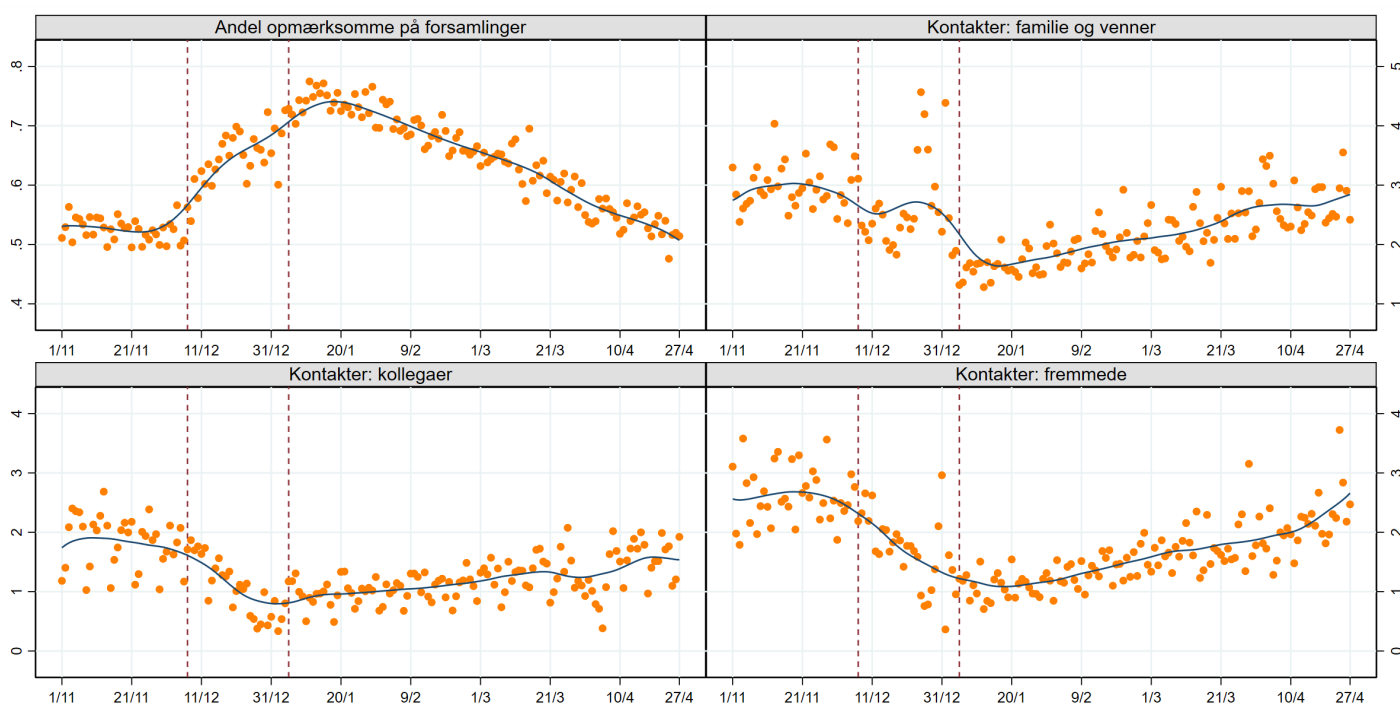 Andel opmærksomme på forsamlinger
Kontakter: familie og venner
.8
.7
.6
.5
.4
5
4
3
2
1
1/11 21/11 11/12 31/12 20/1 9/2 1/3 21/3 10/4 27/4
1/11 21/11 11/12 31/12 20/1 9/2 1/3 21/3 10/4 27/4
Kontakter: kollegaer
Kontakter: fremmede
4
3
2
1
0
4
3
2
1
0
1/11 21/11 11/12 31/12 20/1 9/2 1/3 21/3 10/4 27/4
1/11 21/11 11/12 31/12 20/1 9/2 1/3 21/3 10/4 27/4